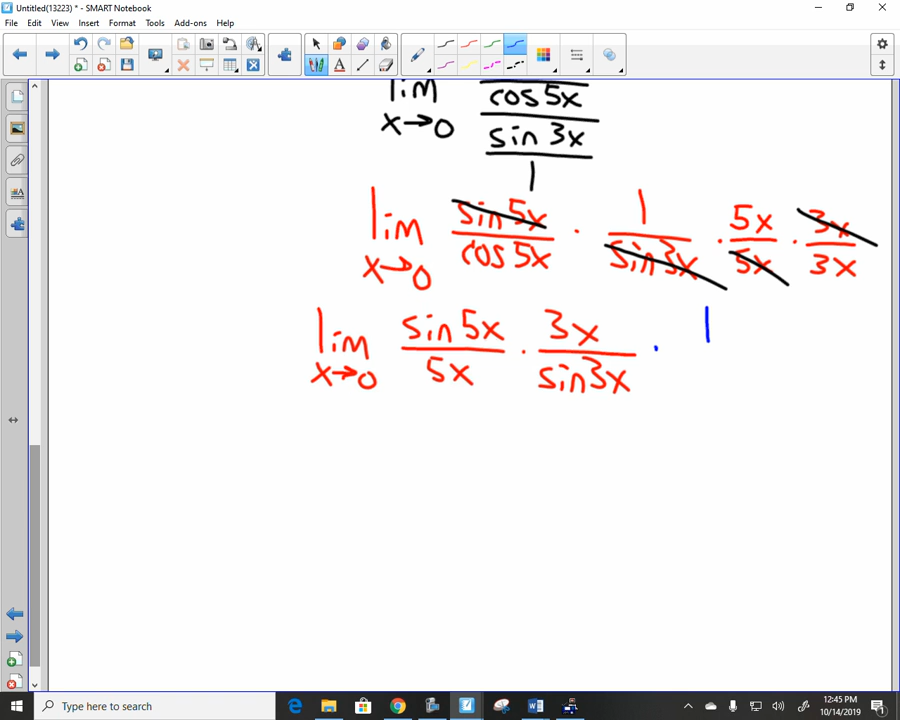 Untitled(13223) * - SMART Notebook
File Edit View Insert Format Tools Add-ons Help
lim
x→0
cos 5x
sin 3x
1
lim sin 5x · 1 · 5x · 3x
x→0 cos 5x sin 3x 5x 3x
lim sin 5x · 3x · 1
x→0 5x sin 3x
Type here to search
12:45 PM
10/14/2019